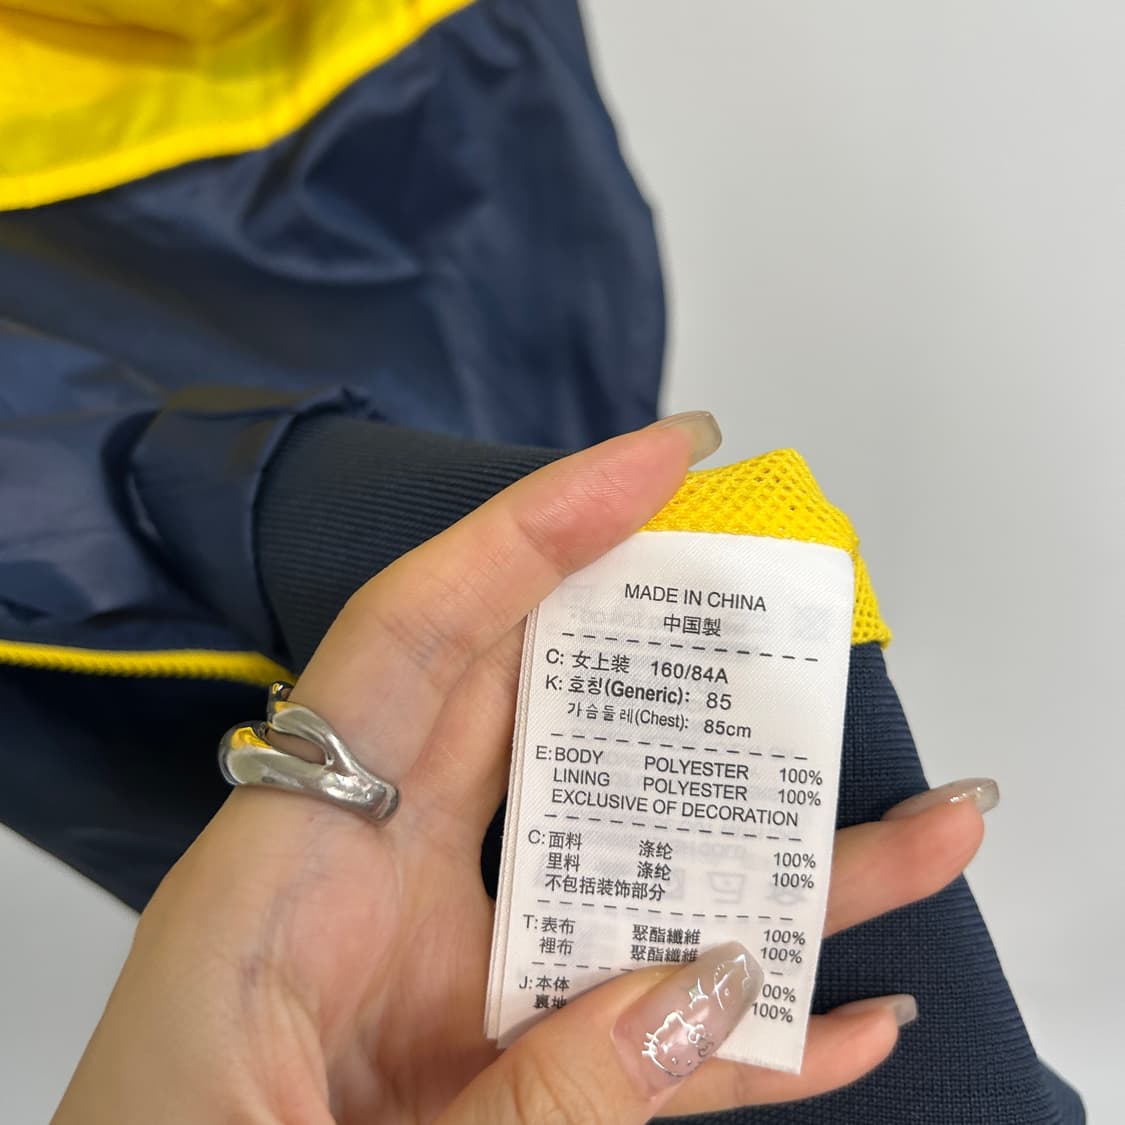 MADE IN CHINA
中国製
C: 女上装 160/84A
K: 호칭(Generic): 85
가슴둘레(Chest): 85cm
E: BODY POLYESTER 100%
LINING POLYESTER 100%
EXCLUSIVE OF DECORATION
C: 面料 涤纶 100%
里料 涤纶 100%
不包括装饰部分
T: 表布 聚酯纖維 100%
裡布 聚酯纖維 100%
J: 本体 00%
裏地 100%